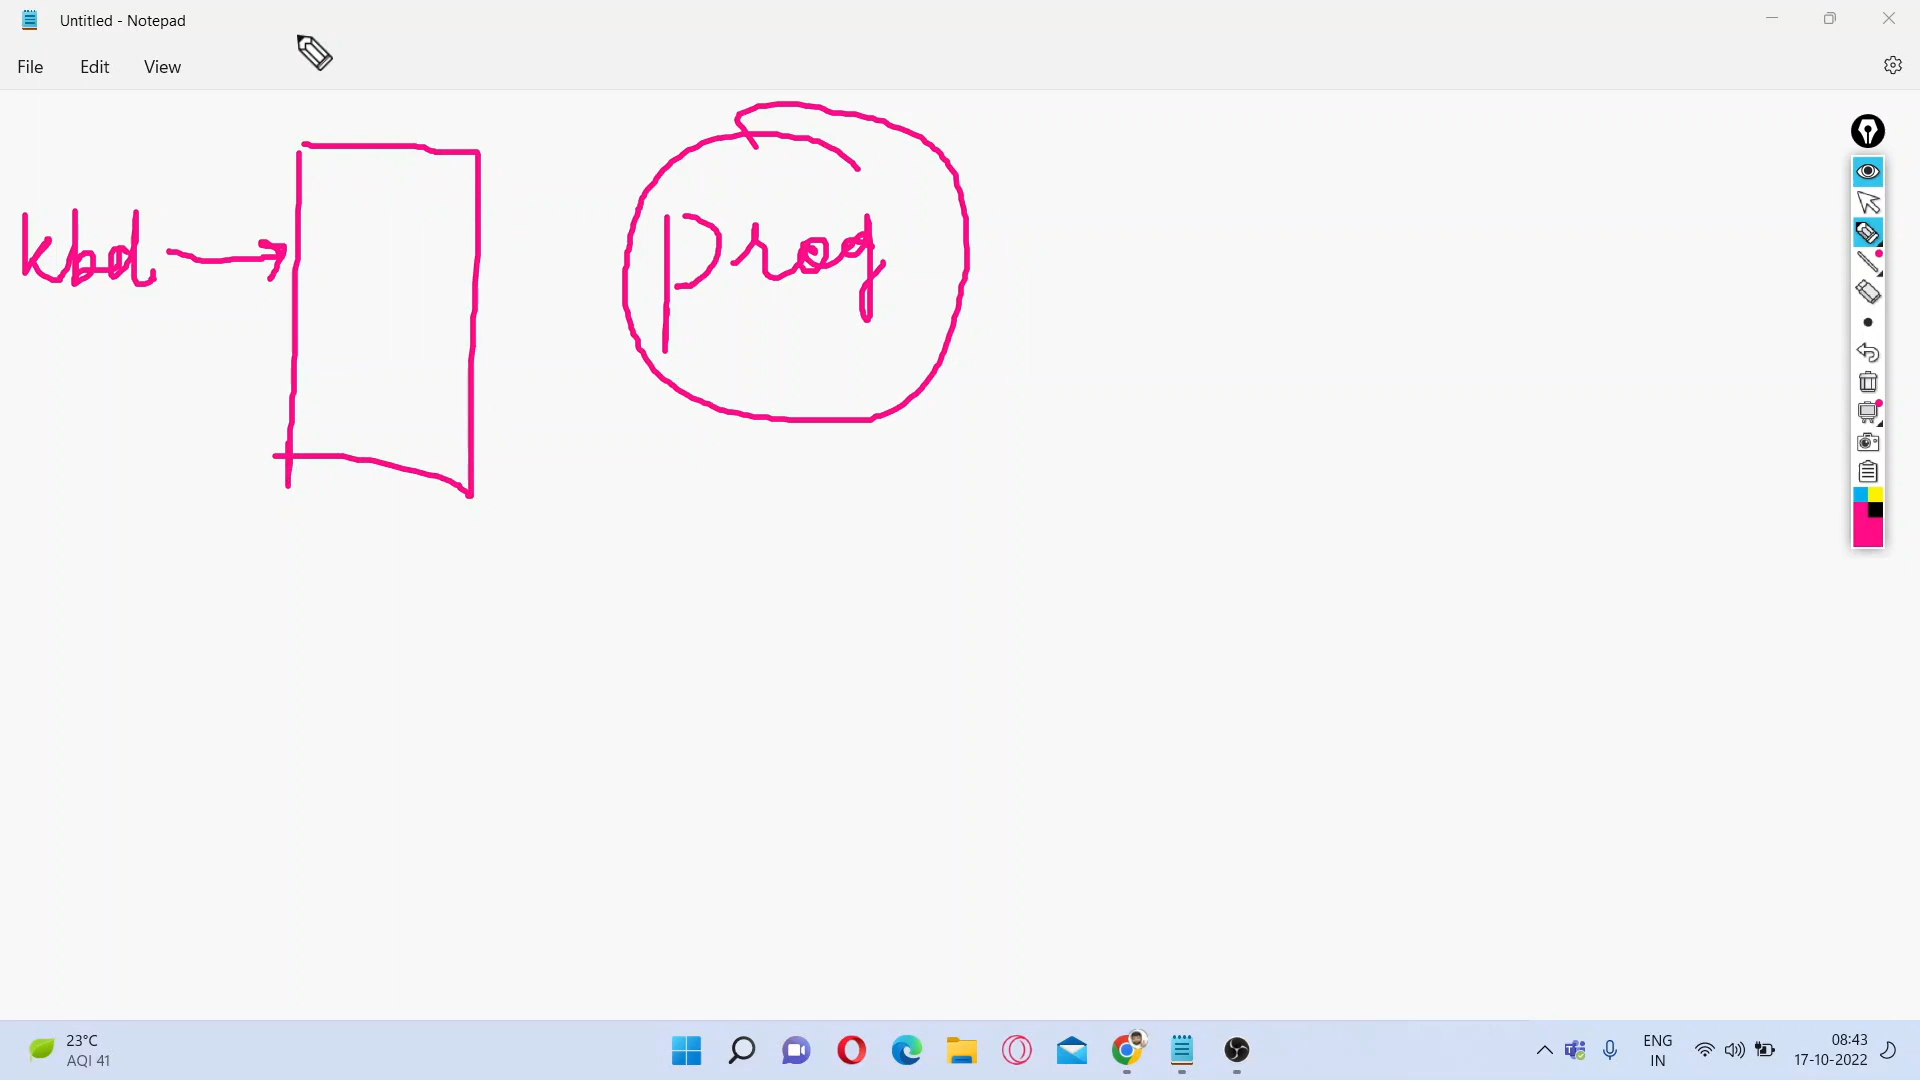 Untitled - Notepad
File Edit View
kbd
prog
23°C
AQI 41
ENG
IN
08:43
17-10-2022